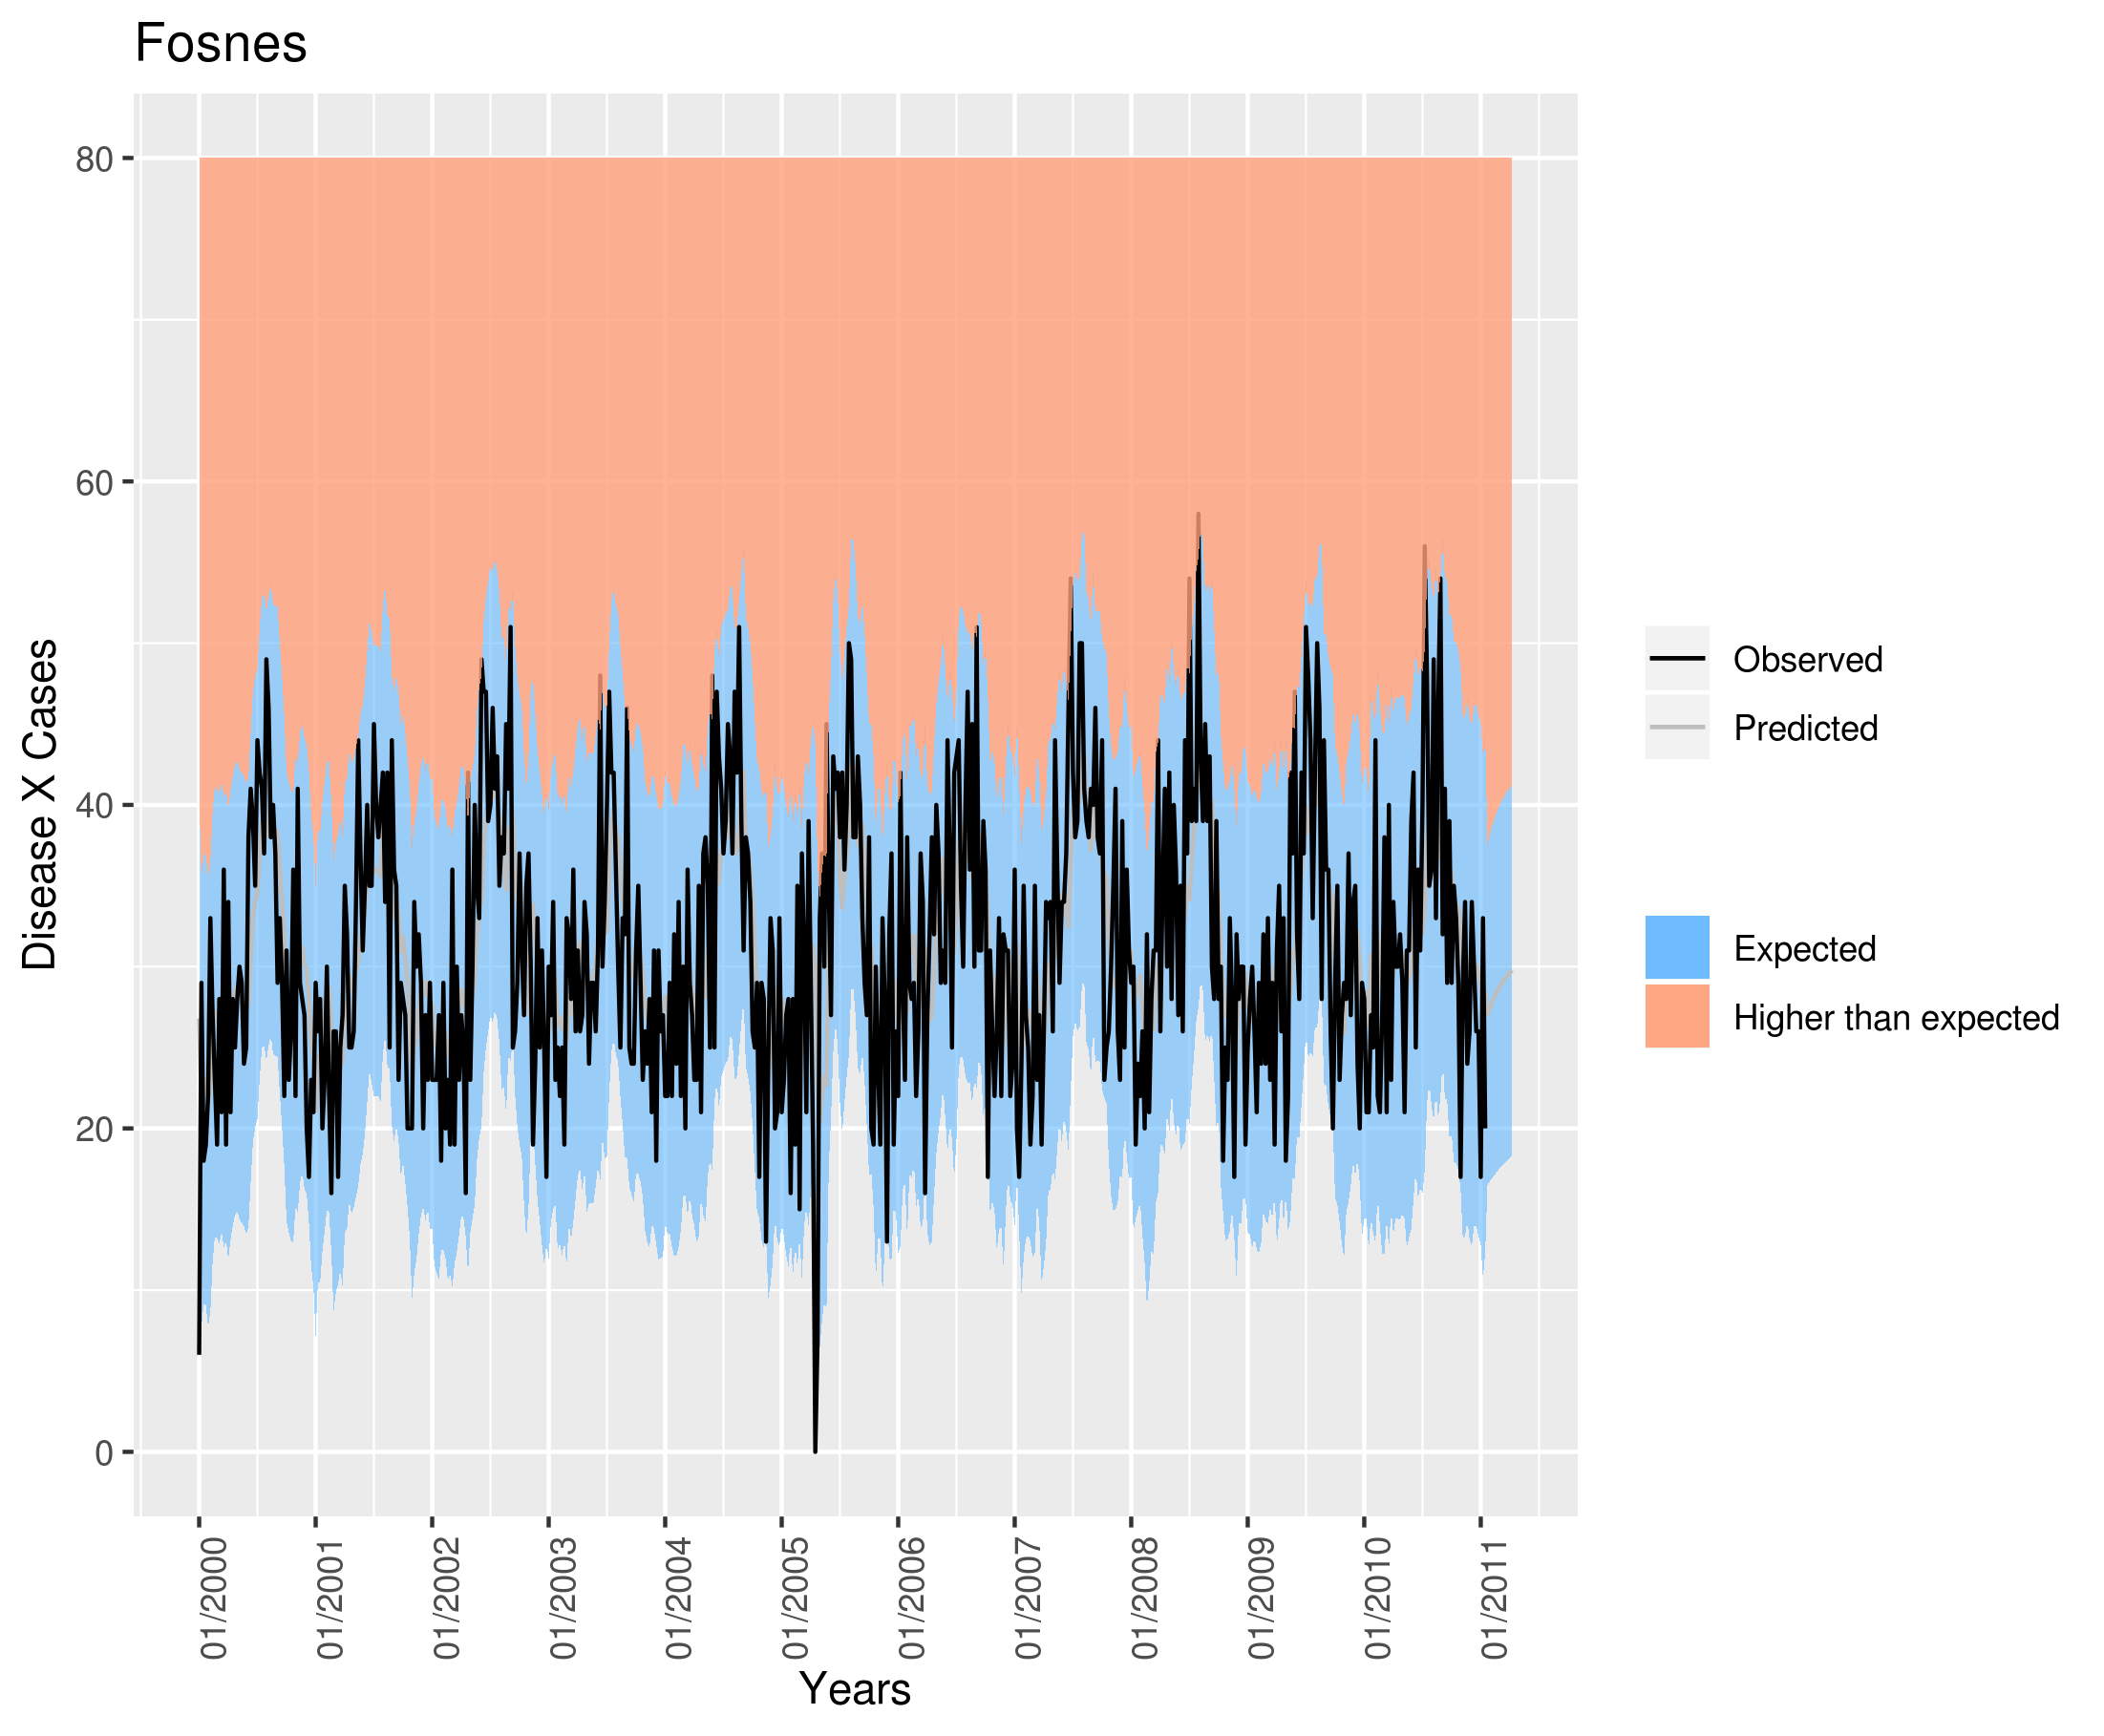 Fosnes
Disease X Cases
80
60
40
20
0
01/2000
01/2001
01/2002
01/2003
01/2004
01/2005
01/2006
01/2007
01/2008
01/2009
01/2010
01/2011
Years
Observed
Predicted
Expected
Higher than expected